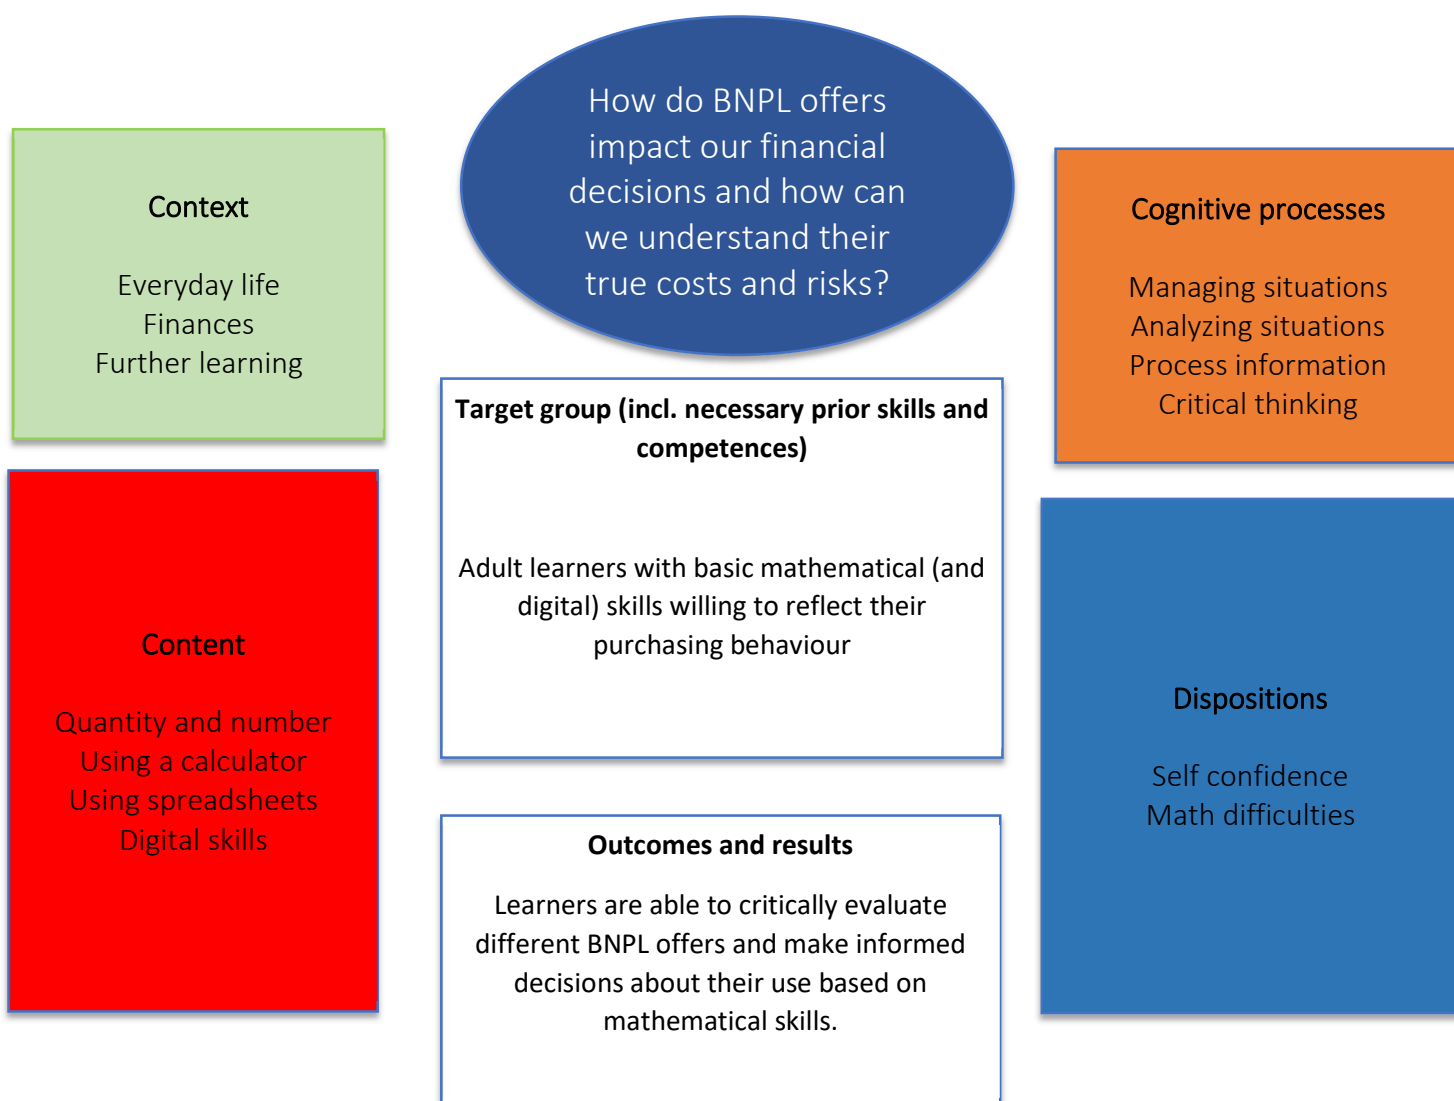 How do BNPL offers
impact our financial
decisions and how can
we understand their
true costs and risks?
Context
Everyday life
Finances
Further learning
Cognitive processes
Managing situations
Analyzing situations
Process information
Critical thinking
Target group (incl. necessary prior skills and
competences)
Adult learners with basic mathematical (and
digital) skills willing to reflect their
purchasing behaviour
Content
Quantity and number
Using a calculator
Using spreadsheets
Digital skills
Dispositions
Self confidence
Math difficulties
Outcomes and results
Learners are able to critically evaluate
different BNPL offers and make informed
decisions about their use based on
mathematical skills.